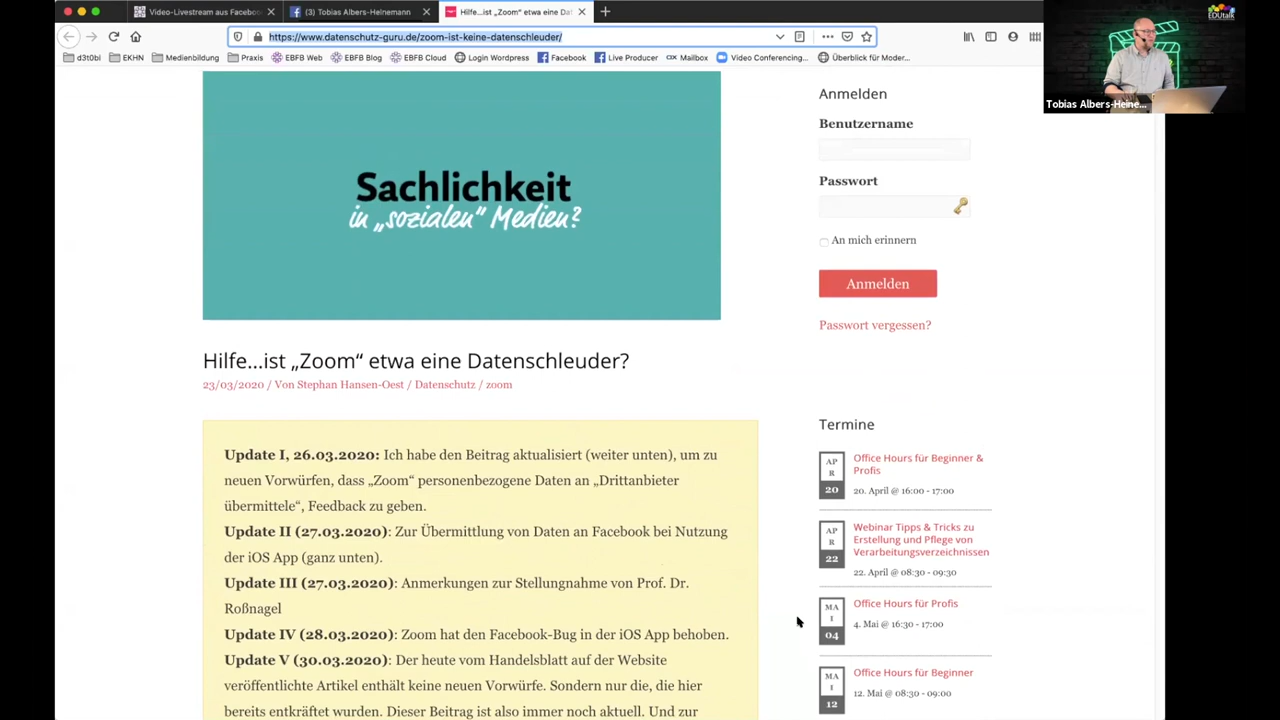 Video-Livestream aus Facebo
(3) Tobias Albers-Heinemann
Hilfe...ist „Zoom“ etwa eine Dat
EDUtalk
https://www.datenschutz-guru.de/zoom-ist-keine-datenschleuder/
d3t0bi
EKHN
Medienbildung
Praxis
EBFB Web
EBFB Blog
EBFB Cloud
Login Wordpress
Facebook
Live Producer
Mailbox
Video Conferencing...
Überblick für Moder...
Tobias Albers-Heine...
Sachlichkeit
in „sozialen“ Medien?
Hilfe...ist „Zoom“ etwa eine Datenschleuder?
23/03/2020 / Von Stephan Hansen-Oest / Datenschutz / zoom
Update I, 26.03.2020: Ich habe den Beitrag aktualisiert (weiter unten), um zu
neuen Vorwürfen, dass „Zoom“ personenbezogene Daten an „Drittanbieter
übermittele“, Feedback zu geben.
Update II (27.03.2020): Zur Übermittlung von Daten an Facebook bei Nutzung
der iOS App (ganz unten).
Update III (27.03.2020): Anmerkungen zur Stellungnahme von Prof. Dr.
Roßnagel
Update IV (28.03.2020): Zoom hat den Facebook-Bug in der iOS App behoben.
Update V (30.03.2020): Der heute vom Handelsblatt auf der Website
veröffentlichte Artikel enthält keine neuen Vorwürfe. Sondern nur die, die hier
bereits entkräftet wurden. Dieser Beitrag ist also immer noch aktuell. Und zur
Anmelden
Benutzername
Passwort
An mich erinnern
Anmelden
Passwort vergessen?
Termine
AP
R
20
Office Hours für Beginner &
Profis
20. April @ 16:00 - 17:00
AP
R
22
Webinar Tipps & Tricks zu
Erstellung und Pflege von
Verarbeitungsverzeichnissen
22. April @ 08:30 - 09:30
MA
I
04
Office Hours für Profis
4. Mai @ 16:30 - 17:00
MA
I
12
Office Hours für Beginner
12. Mai @ 08:30 - 09:00